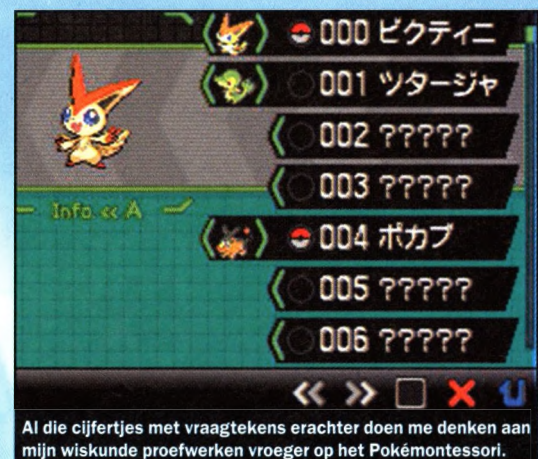 000 ビクティニ
001 ツタージャ
002 ?????
003 ?????
Info << A
004 ポカブ
005 ?????
006 ?????
Al die cijfertjes met vraagtekens erachter doen me denken aan
mijn wiskunde proefwerken vroeger op het Pokémontessori.